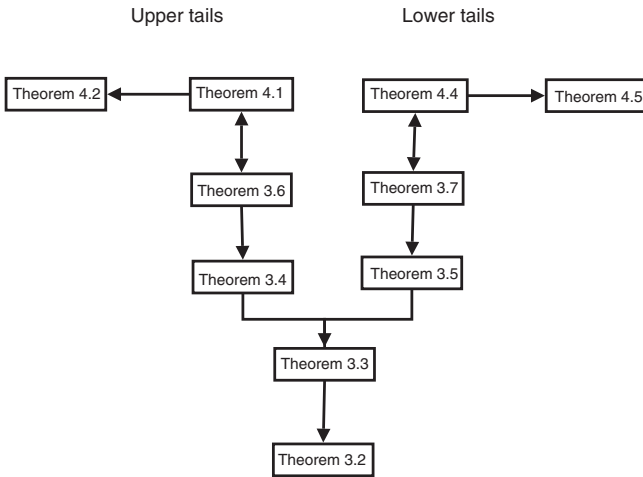 Upper tails
Lower tails
Theorem 4.2
Theorem 4.1
Theorem 4.4
Theorem 4.5
Theorem 3.6
Theorem 3.7
Theorem 3.4
Theorem 3.5
Theorem 3.3
Theorem 3.2